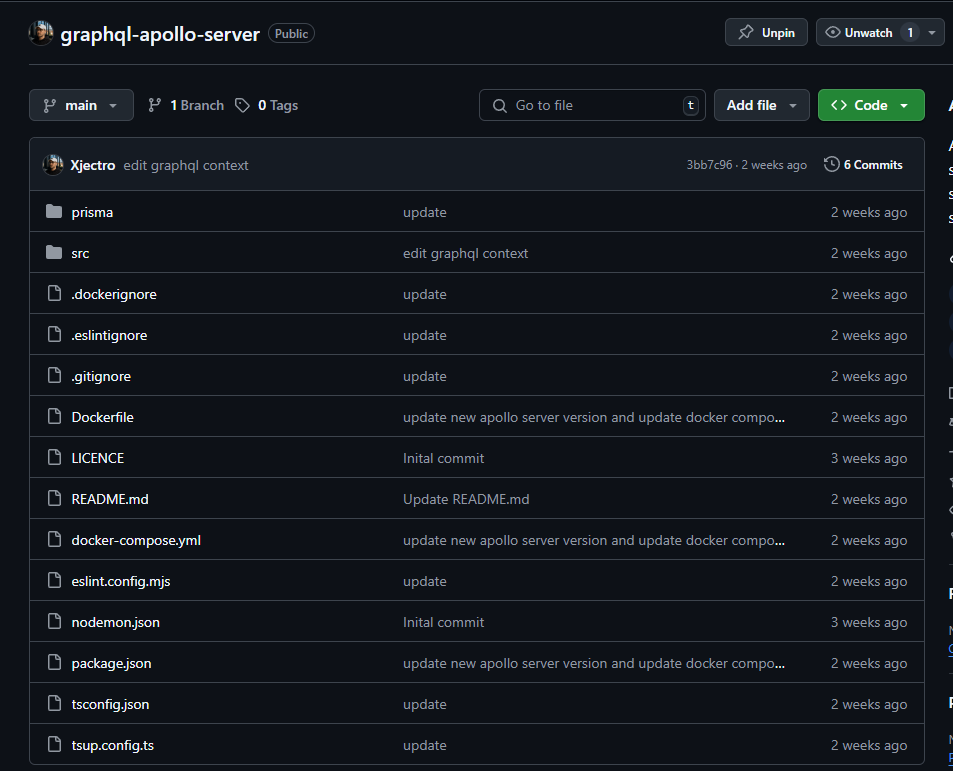 graphql-apollo-server Public Unpin Unwatch 1
main 1 Branch 0 Tags Go to file t Add file Code
Xjectro edit graphql context 3bb7c96 · 2 weeks ago 6 Commits
prisma update 2 weeks ago
src edit graphql context 2 weeks ago
.dockerignore update 2 weeks ago
.eslintignore update 2 weeks ago
.gitignore update 2 weeks ago
Dockerfile update new apollo server version and update docker compo... 2 weeks ago
LICENCE Inital commit 3 weeks ago
README.md Update README.md 2 weeks ago
docker-compose.yml update new apollo server version and update docker compo... 2 weeks ago
eslint.config.mjs update 2 weeks ago
nodemon.json Inital commit 3 weeks ago
package.json update new apollo server version and update docker compo... 2 weeks ago
tsconfig.json update 2 weeks ago
tsup.config.ts update 2 weeks ago